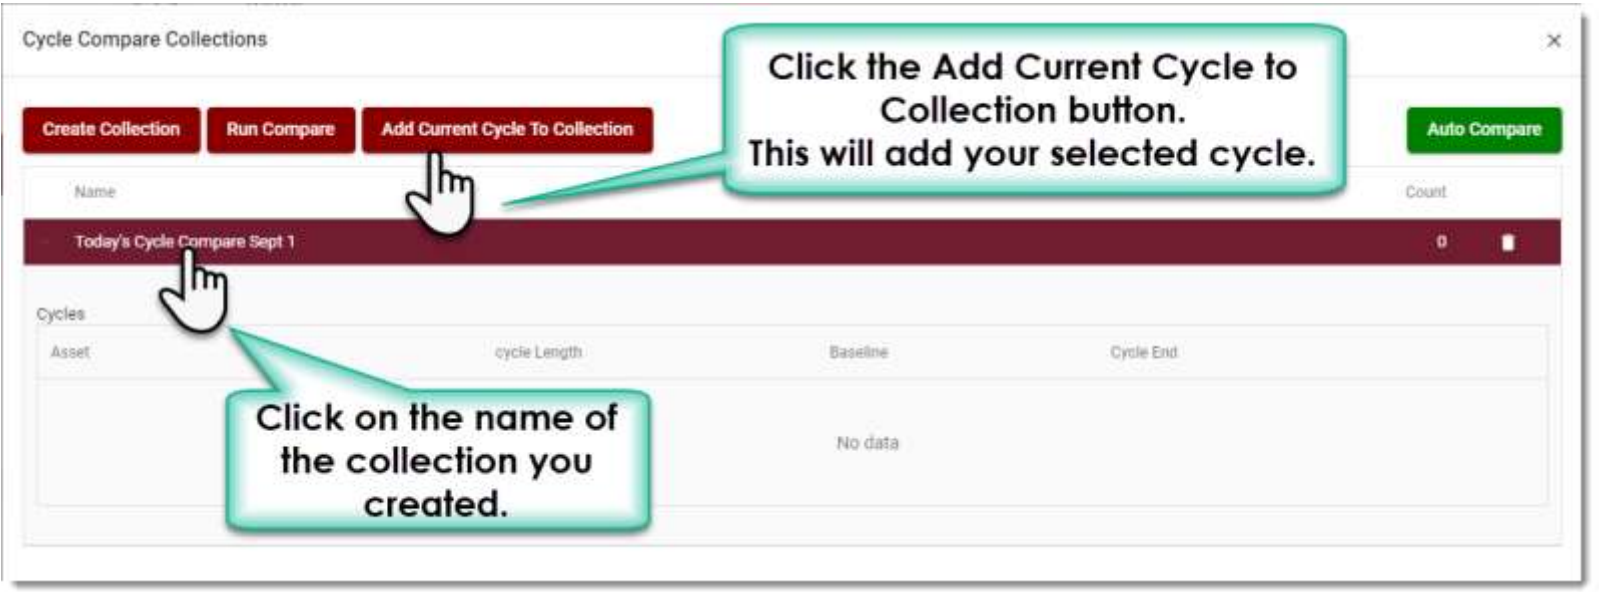 Cycle Compare Collections
Click the Add Current Cycle to
Collection button.
This will add your selected cycle.
Create Collection
Run Compare
Add Current Cycle To Collection
Auto Compare
Name
Count
Today's Cycle Compare Sept 1
0
Cycles
Asset
cycle Length
Baseline
Cycle End
No data
Click on the name of
the collection you
created.